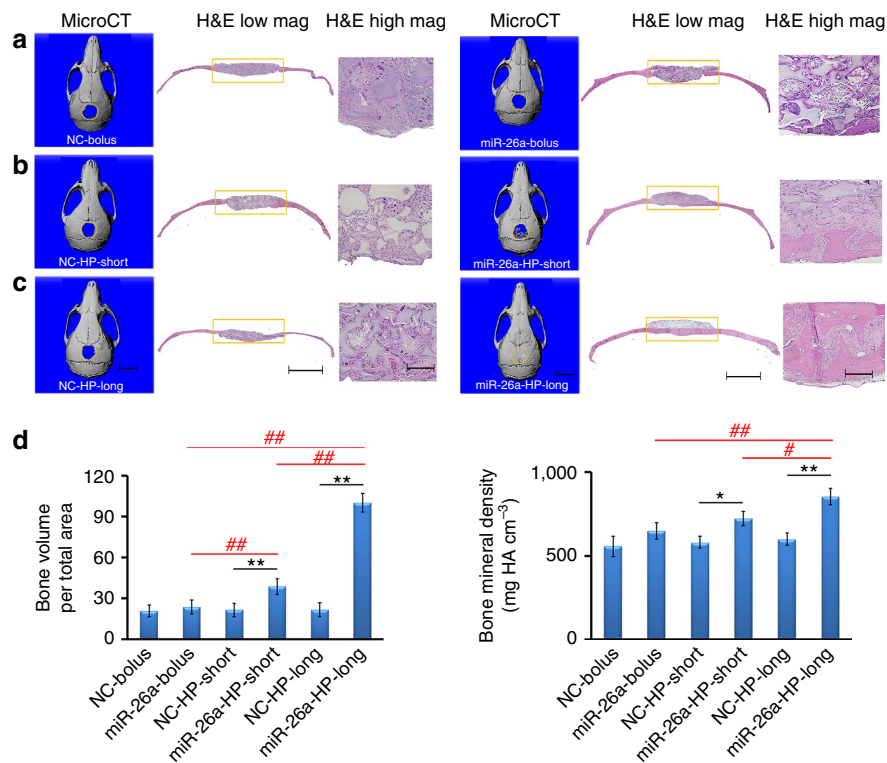 MicroCT H&E low mag H&E high mag MicroCT H&E low mag H&E high mag
a
NC-bolus miR-26a-bolus
b
NC-HP-short miR-26a-HP-short
c
NC-HP-long miR-26a-HP-long
d
##
##
##
**
**
120
90
60
30
0
Bone volume
per total area
NC-bolus
miR-26a-bolus
NC-HP-short
miR-26a-HP-short
NC-HP-long
miR-26a-HP-long
##
#
*
**
1,000
500
0
Bone mineral density
(mg HA cm−3)
NC-bolus
miR-26a-bolus
NC-HP-short
miR-26a-HP-short
NC-HP-long
miR-26a-HP-long